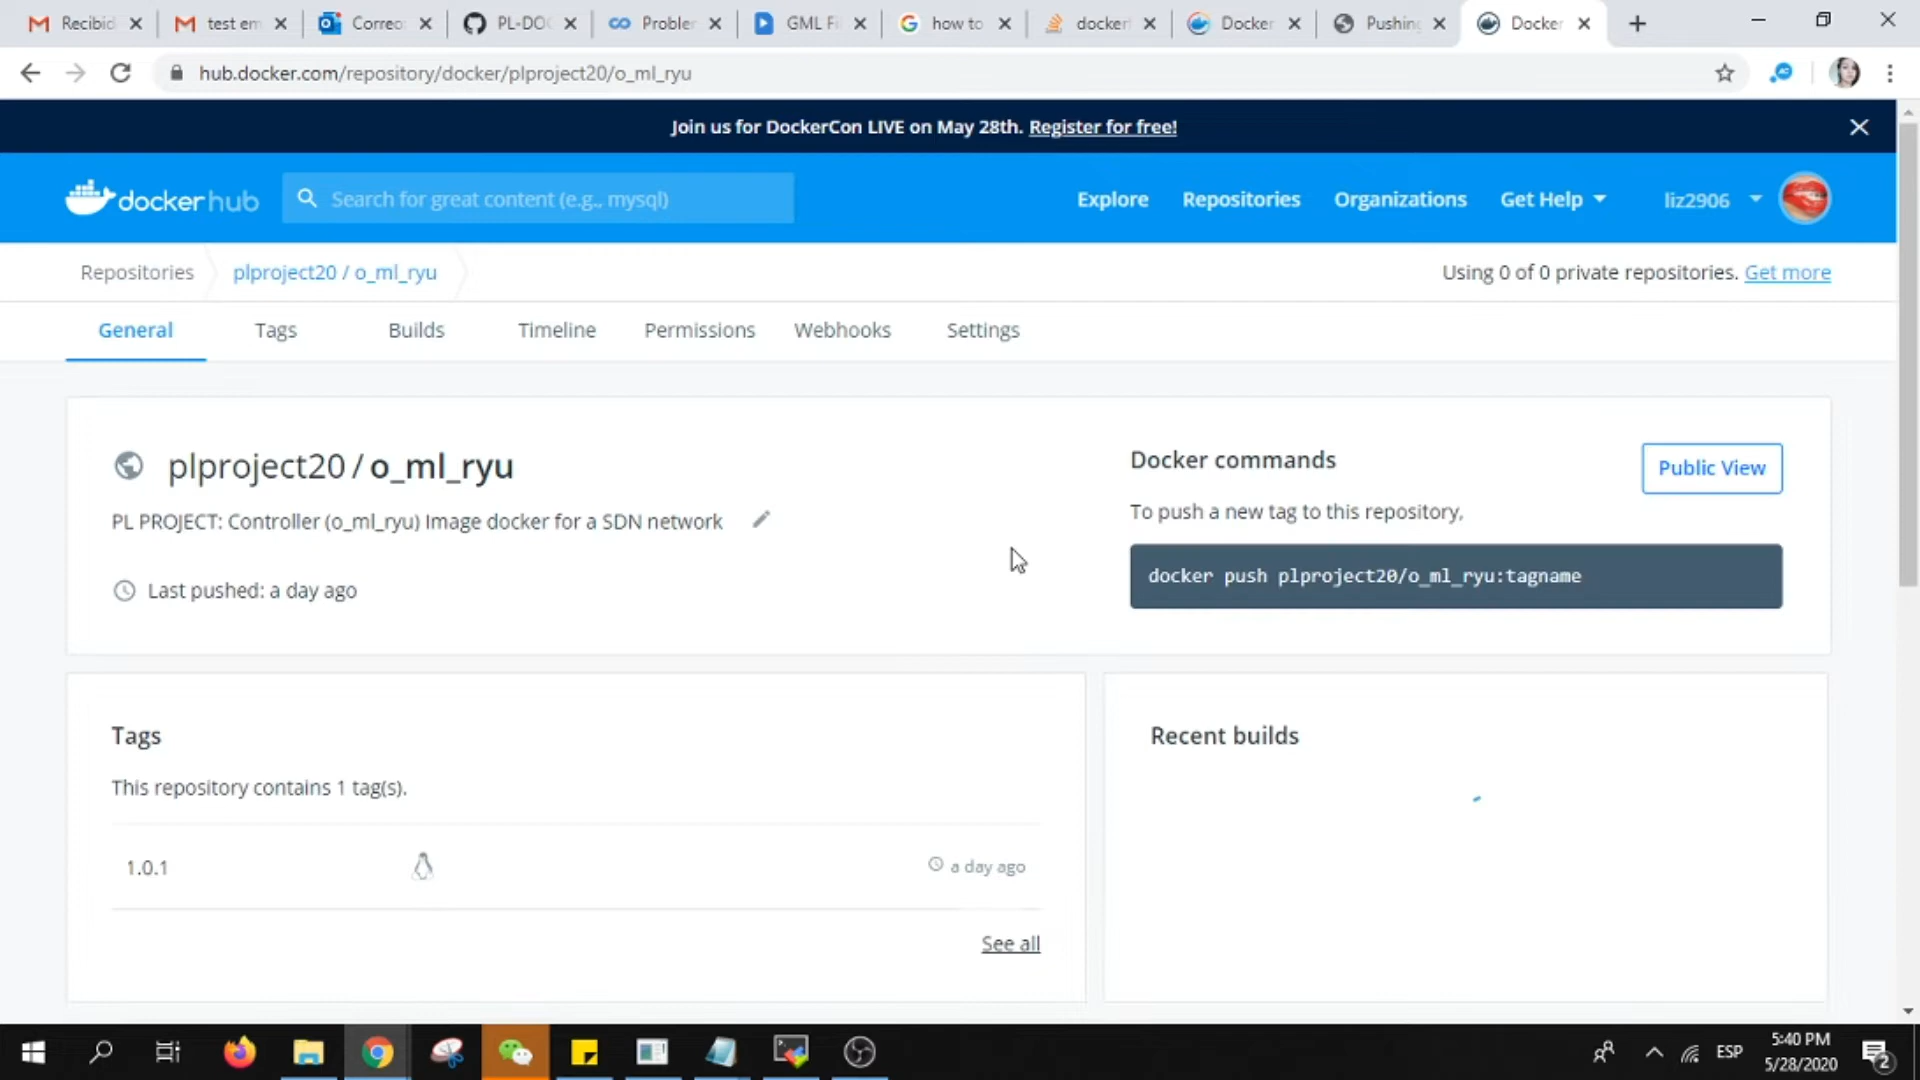 Recibid
test em
Correo:
PL-DOC
Probler
GML Fi
how to
docker
Docker
Pushing
Docker
hub.docker.com/repository/docker/plproject20/o_ml_ryu
Join us for DockerCon LIVE on May 28th. Register for free!
docker hub
Search for great content (e.g., mysql)
Explore
Repositories
Organizations
Get Help
liz2906
Repositories
plproject20 / o_ml_ryu
Using 0 of 0 private repositories. Get more
General
Tags
Builds
Timeline
Permissions
Webhooks
Settings
plproject20 / o_ml_ryu
PL PROJECT: Controller (o_ml_ryu) Image docker for a SDN network
Last pushed: a day ago
Docker commands
Public View
To push a new tag to this repository,
docker push plproject20/o_ml_ryu:tagname
Tags
This repository contains 1 tag(s).
1.0.1
a day ago
See all
Recent builds
ESP
5:40 PM
5/28/2020
2